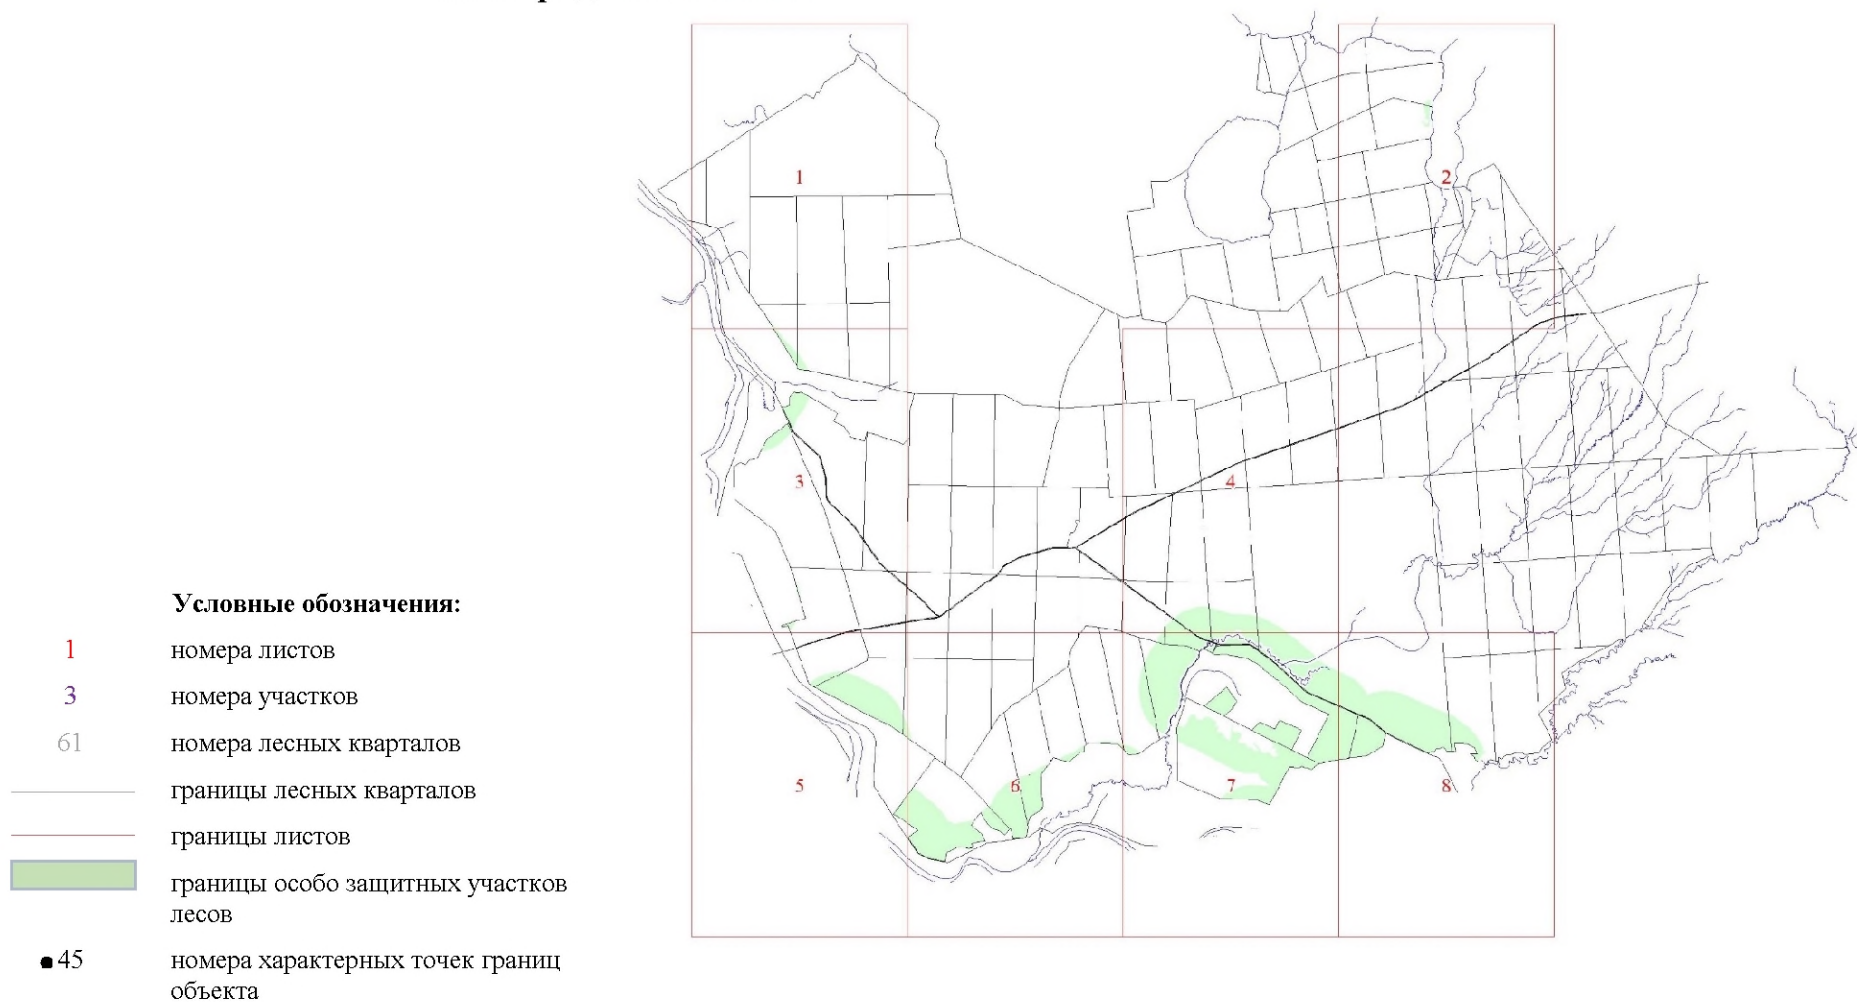 Условные обозначения:
1 номера листов
3 номера участков
61 номера лесных кварталов
границы лесных кварталов
границы листов
границы особо защитных участков
лесов
45 номера характерных точек границ
объекта
1
2
3
4
5
6
7
8